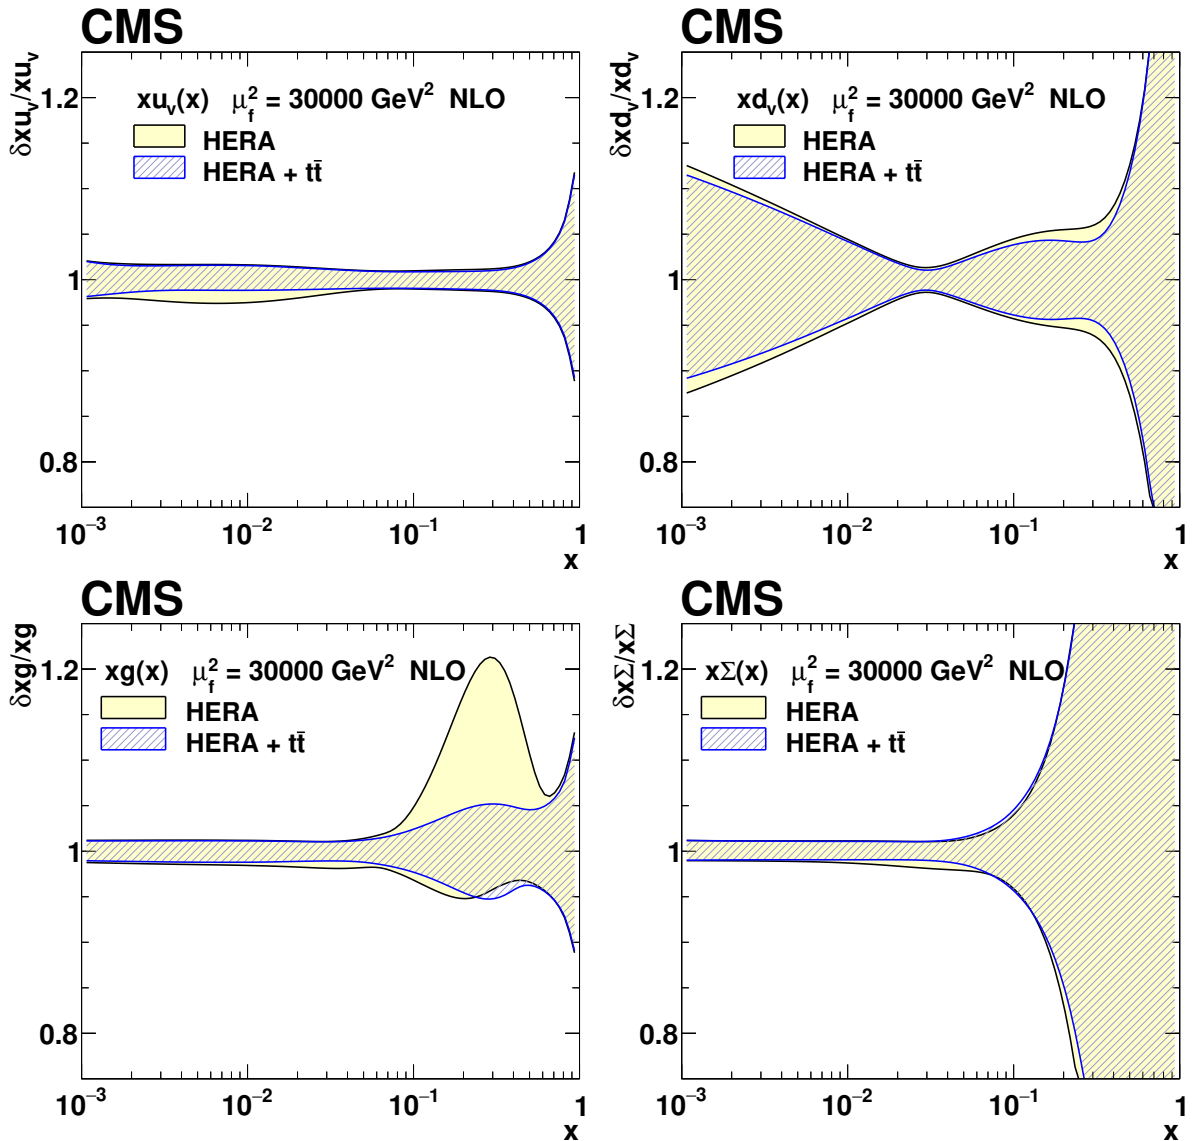 CMS
δxu_v/xu_v
1.2
1
0.8
xu_v(x) μ_f^2 = 30000 GeV^2 NLO
HERA
HERA + tt̄
10^−3
10^−2
10^−1
1
x
CMS
δxd_v/xd_v
1.2
1
0.8
xd_v(x) μ_f^2 = 30000 GeV^2 NLO
HERA
HERA + tt̄
10^−3
10^−2
10^−1
1
x
CMS
δxg/xg
1.2
1
0.8
xg(x) μ_f^2 = 30000 GeV^2 NLO
HERA
HERA + tt̄
10^−3
10^−2
10^−1
1
x
CMS
δxΣ/xΣ
1.2
1
0.8
xΣ(x) μ_f^2 = 30000 GeV^2 NLO
HERA
HERA + tt̄
10^−3
10^−2
10^−1
1
x